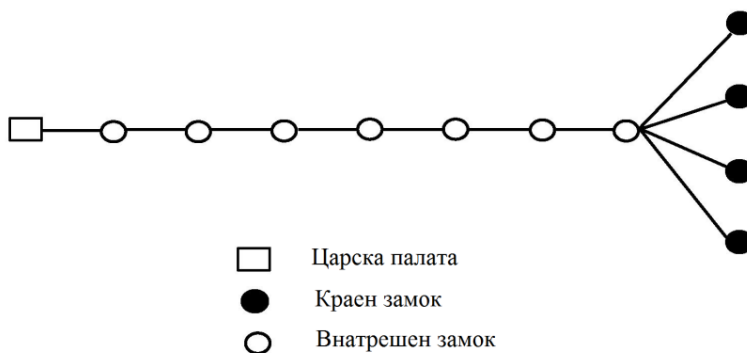 Царска палата
Краен замок
Внатрешен замок